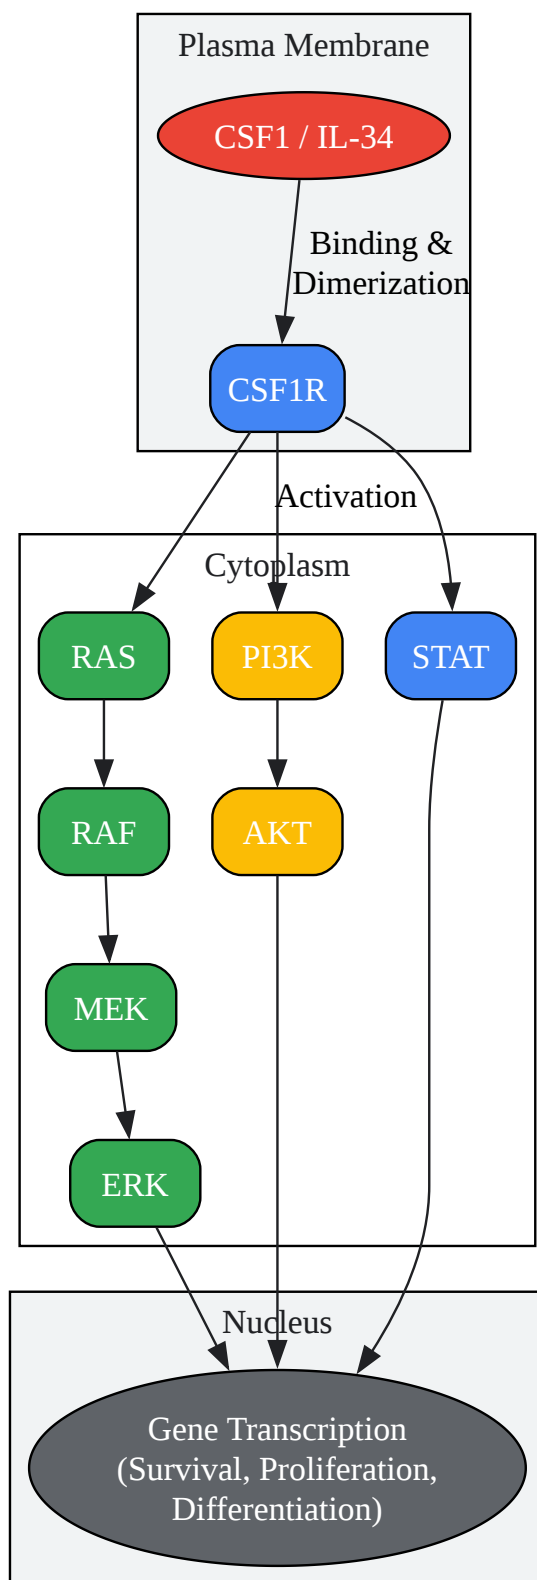 Plasma Membrane
CSF1 / IL-34
Binding &
Dimerization
CSF1R
Activation
Cytoplasm
RAS
PI3K
STAT
RAF
AKT
MEK
ERK
Nucleus
Gene Transcription
(Survival, Proliferation,
Differentiation)